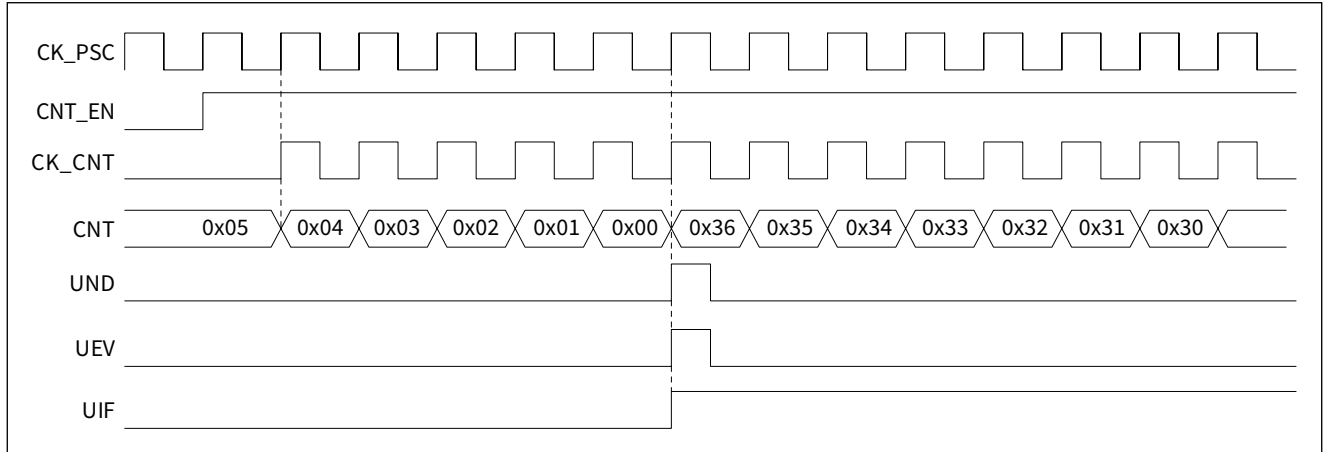 CK_PSC
CNT_EN
CK_CNT
CNT 0x05 0x04 0x03 0x02 0x01 0x00 0x36 0x35 0x34 0x33 0x32 0x31 0x30
UND
UEV
UIF